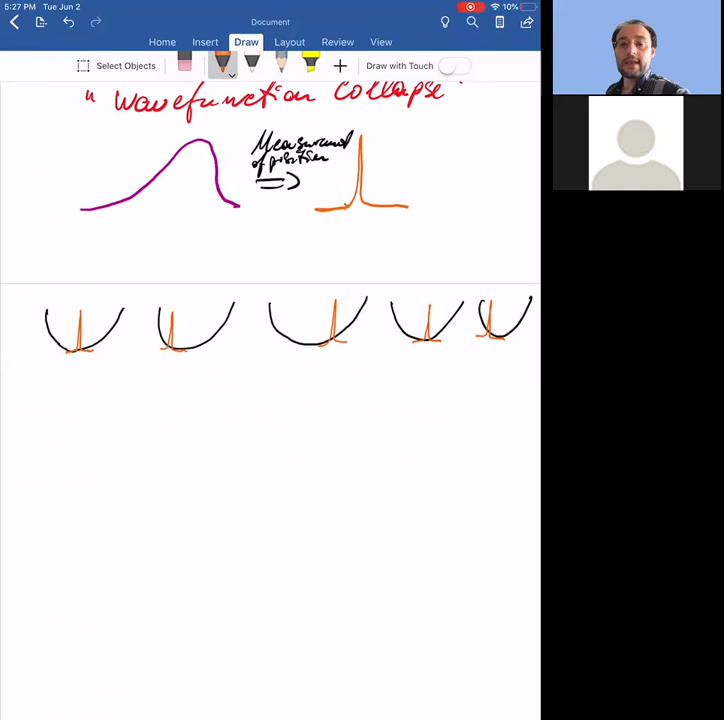 5:27 PM Tue Jun 2
10%
Document
Home Insert Draw Layout Review View
Select Objects
Draw with Touch
"Wavefunction Collapse"
Measurement
of position